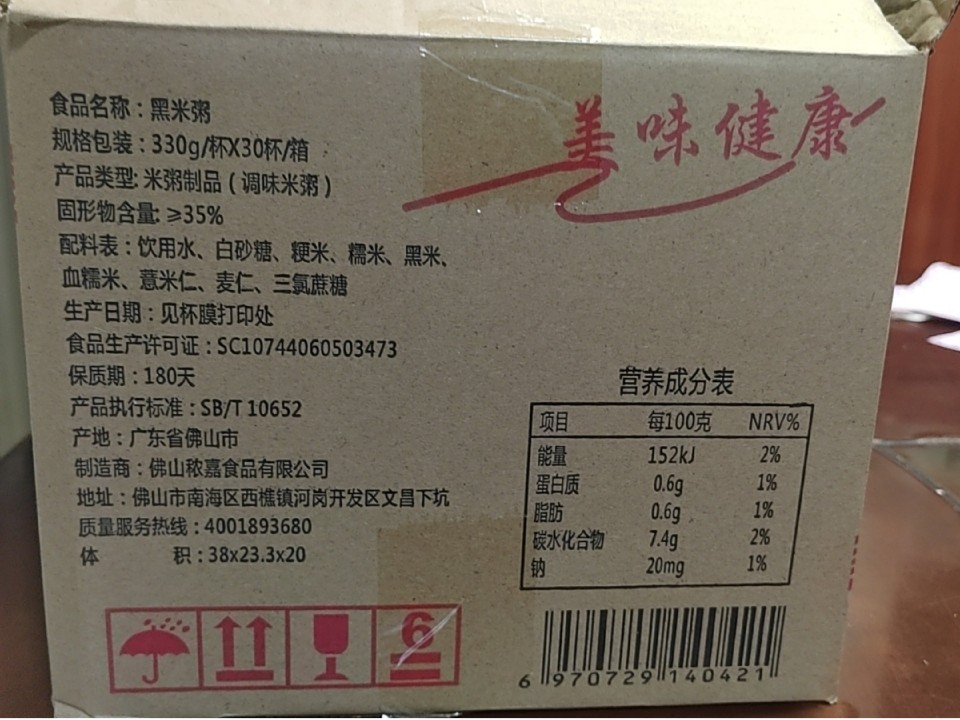 美味健康
食品名称：黑米粥
规格包装：330g/杯X30杯/箱
产品类型: 米粥制品（调味米粥）
固形物含量: ≥35%
配料表：饮用水、白砂糖、粳米、糯米、黑米、
血糯米、薏米仁、麦仁、三氯蔗糖
生产日期：见杯膜打印处
食品生产许可证：SC10744060503473
保质期：180天
产品执行标准：SB/T 10652
产地：广东省佛山市
制造商：佛山秾嘉食品有限公司
地址：佛山市南海区西樵镇河岗开发区文昌下坑
质量服务热线：4001893680
体 积：38x23.3x20
营养成分表
项目 每100克 NRV%
能量 152kJ 2%
蛋白质 0.6g 1%
脂肪 0.6g 1%
碳水化合物 7.4g 2%
钠 20mg 1%
6
6 970729 140421